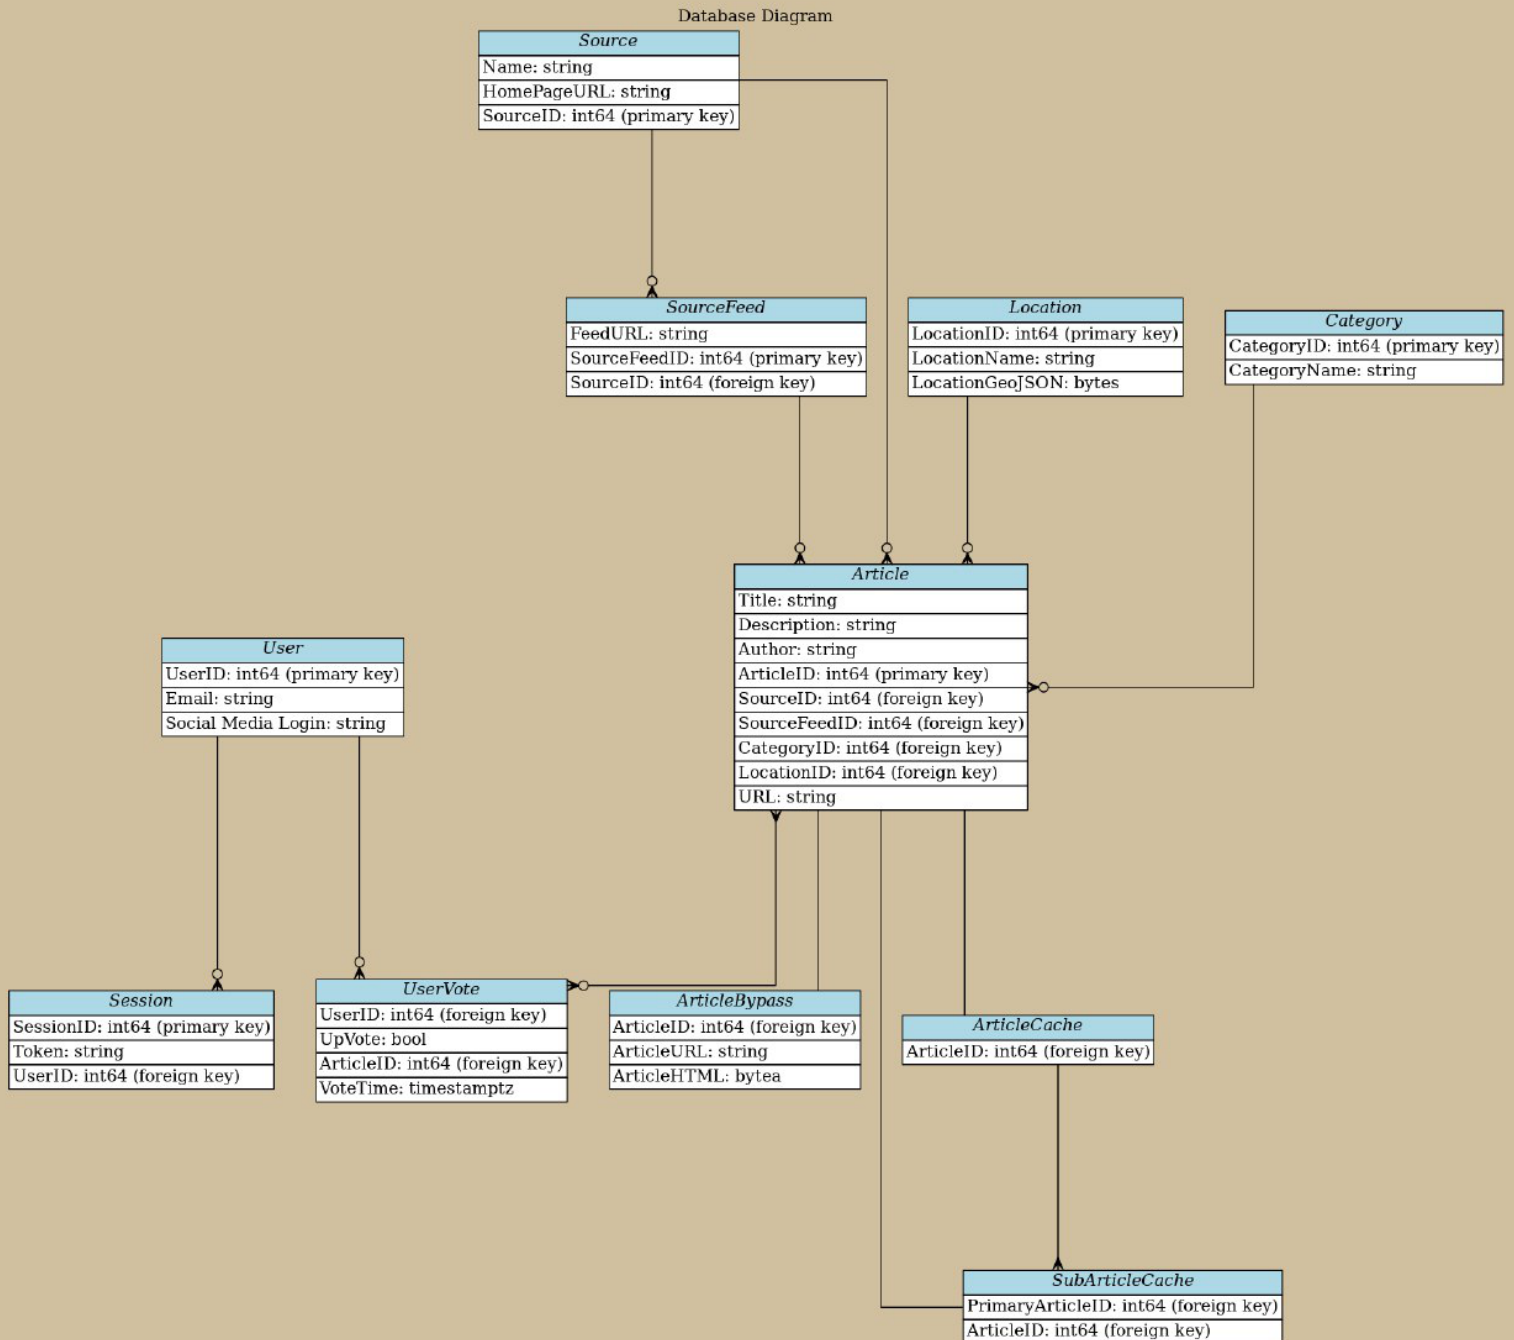 Database Diagram
Source
Name: string
HomePageURL: string
SourceID: int64 (primary key)
SourceFeed
FeedURL: string
SourceFeedID: int64 (primary key)
SourceID: int64 (foreign key)
Location
LocationID: int64 (primary key)
LocationName: string
LocationGeoJSON: bytes
Category
CategoryID: int64 (primary key)
CategoryName: string
Article
Title: string
Description: string
Author: string
ArticleID: int64 (primary key)
SourceID: int64 (foreign key)
SourceFeedID: int64 (foreign key)
CategoryID: int64 (foreign key)
LocationID: int64 (foreign key)
URL: string
User
UserID: int64 (primary key)
Email: string
Social Media Login: string
Session
SessionID: int64 (primary key)
Token: string
UserID: int64 (foreign key)
UserVote
UserID: int64 (foreign key)
UpVote: bool
ArticleID: int64 (foreign key)
VoteTime: timestamptz
ArticleBypass
ArticleID: int64 (foreign key)
ArticleURL: string
ArticleHTML: bytea
ArticleCache
ArticleID: int64 (foreign key)
SubArticleCache
PrimaryArticleID: int64 (foreign key)
ArticleID: int64 (foreign key)